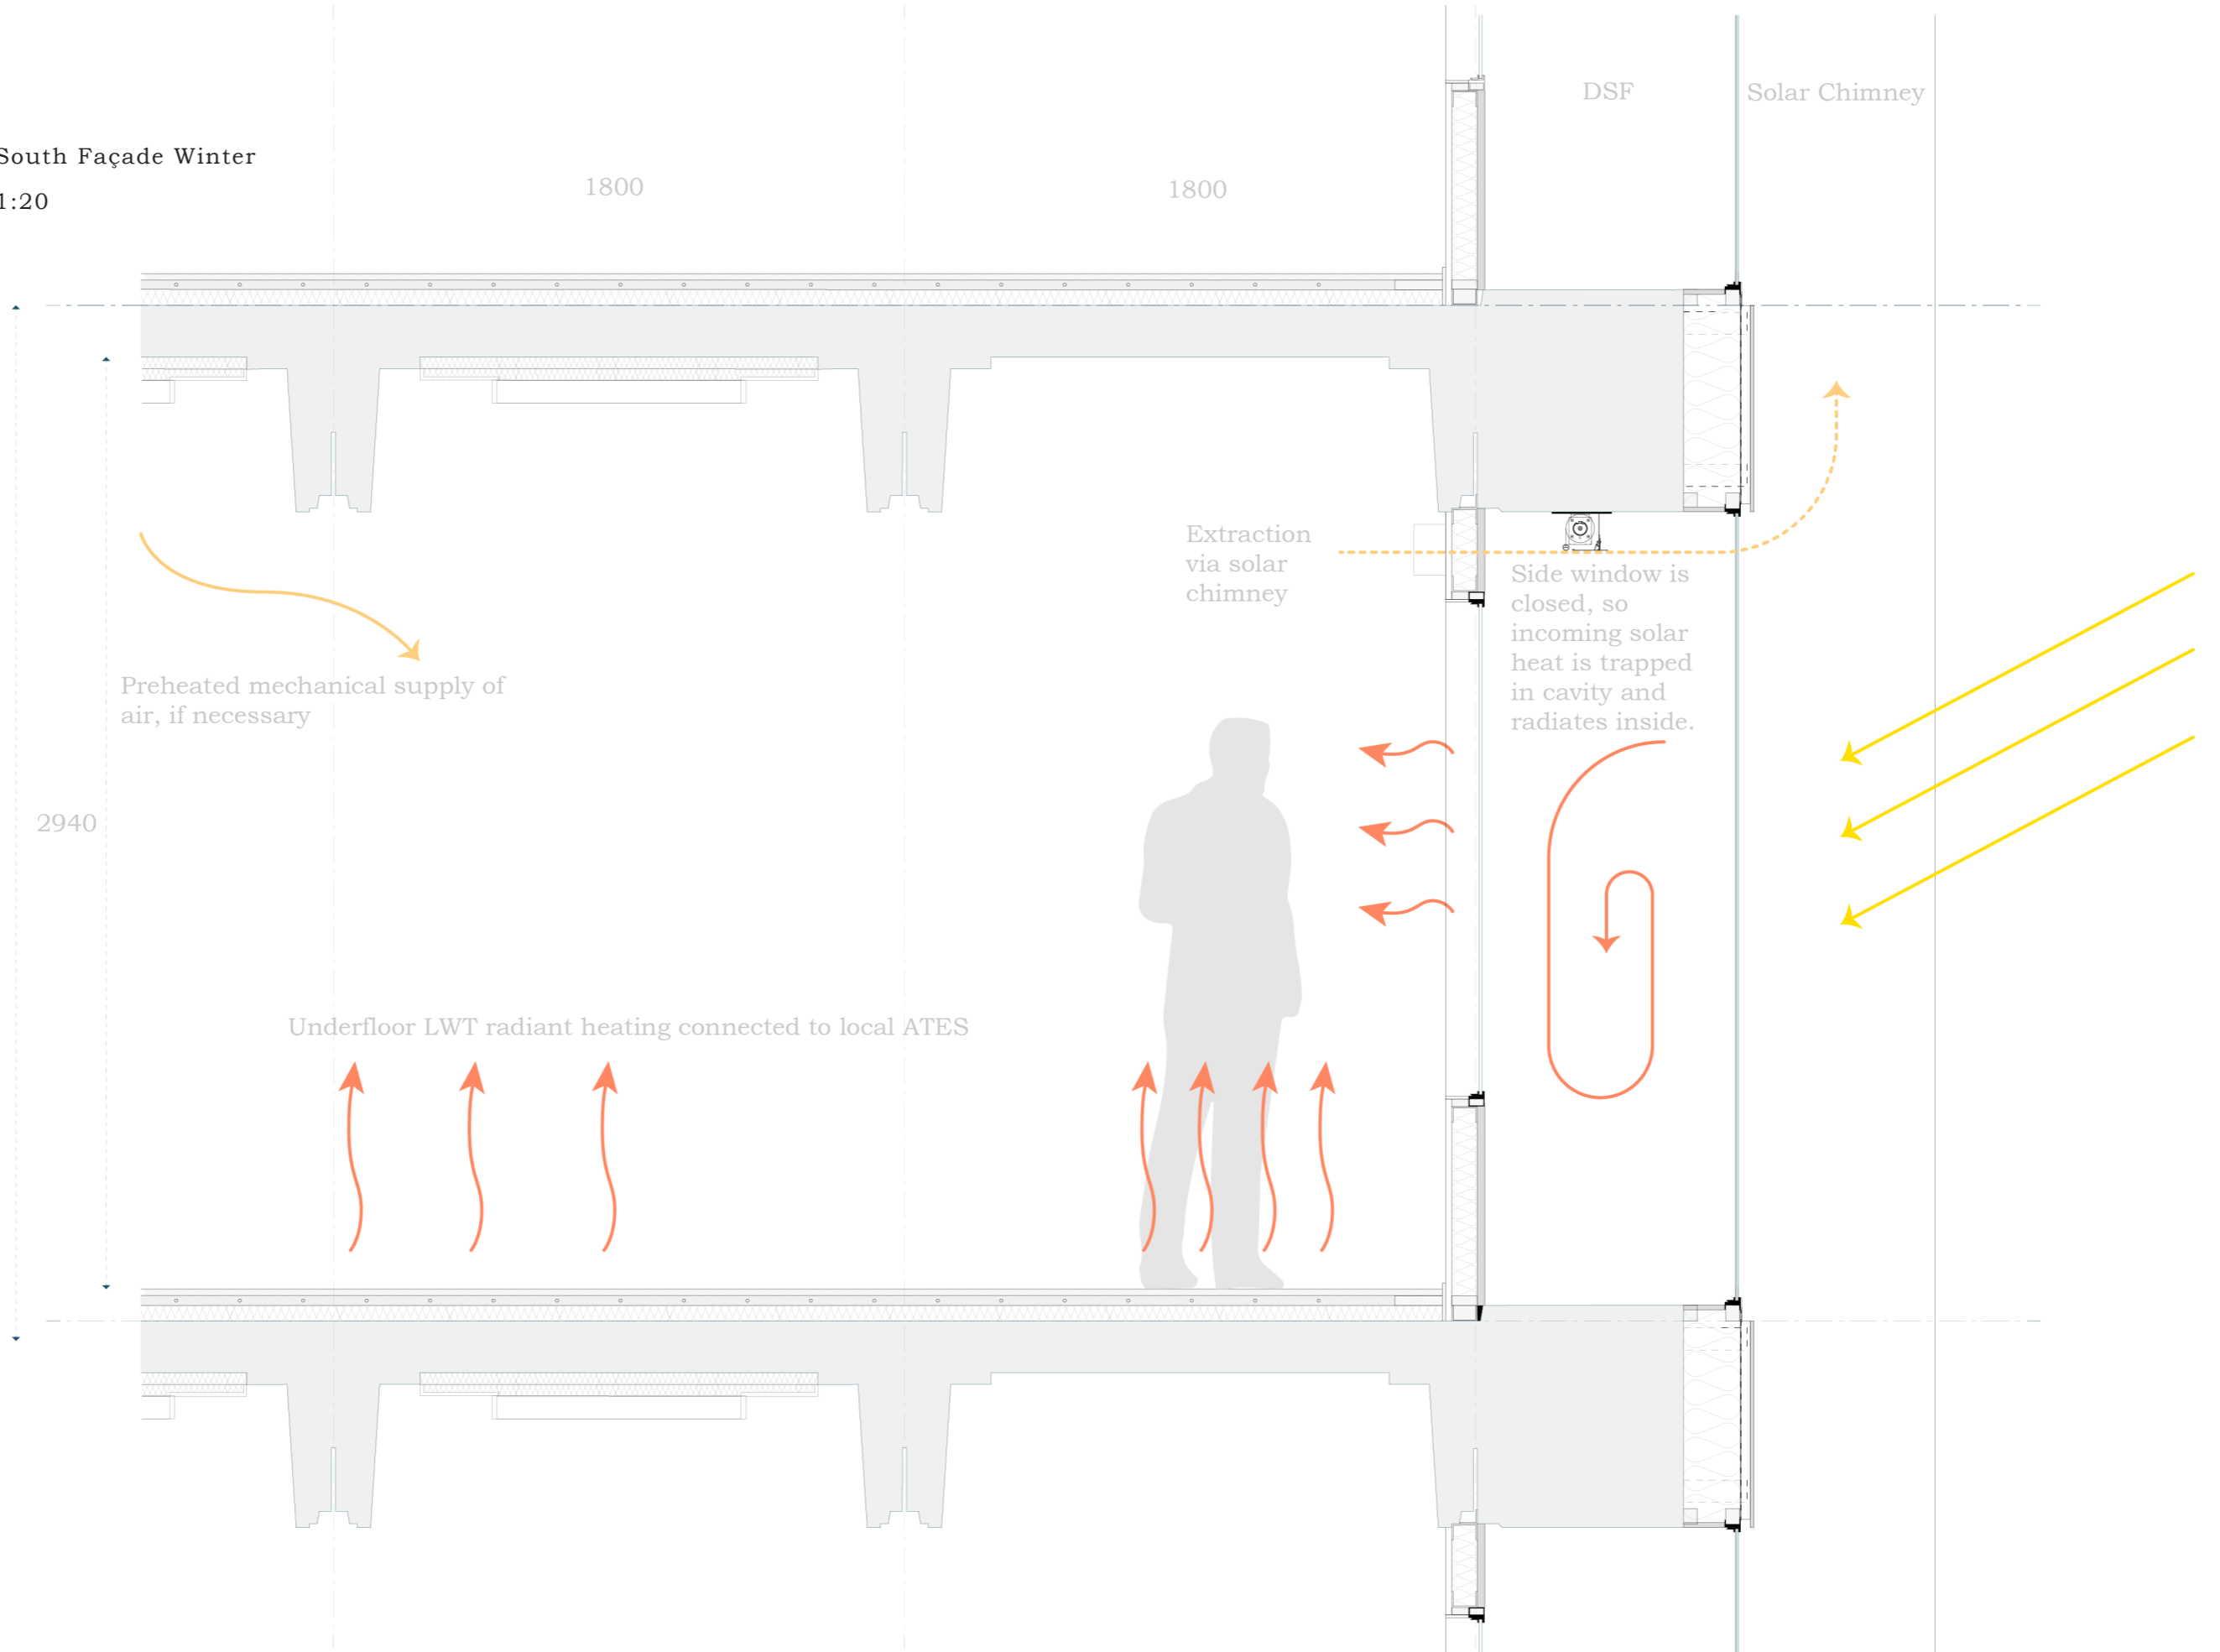 DSF
Solar Chimney
South Façade Winter
1:20
1800
1800
Extraction
via solar
chimney
Side window is
closed, so
incoming solar
heat is trapped
in cavity and
radiates inside.
Preheated mechanical supply of
air, if necessary
2940
Underfloor LWT radiant heating connected to local ATES